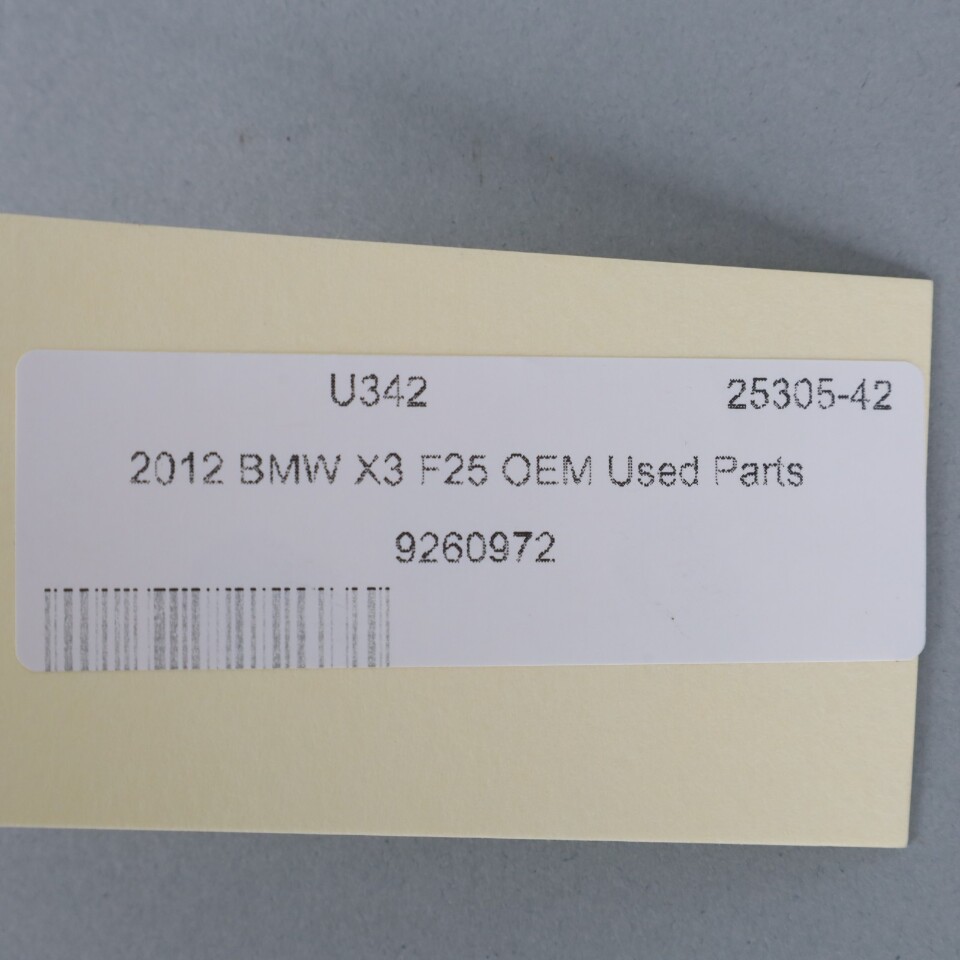 U342 25305-42
2012 BMW X3 F25 OEM Used Parts
9260972